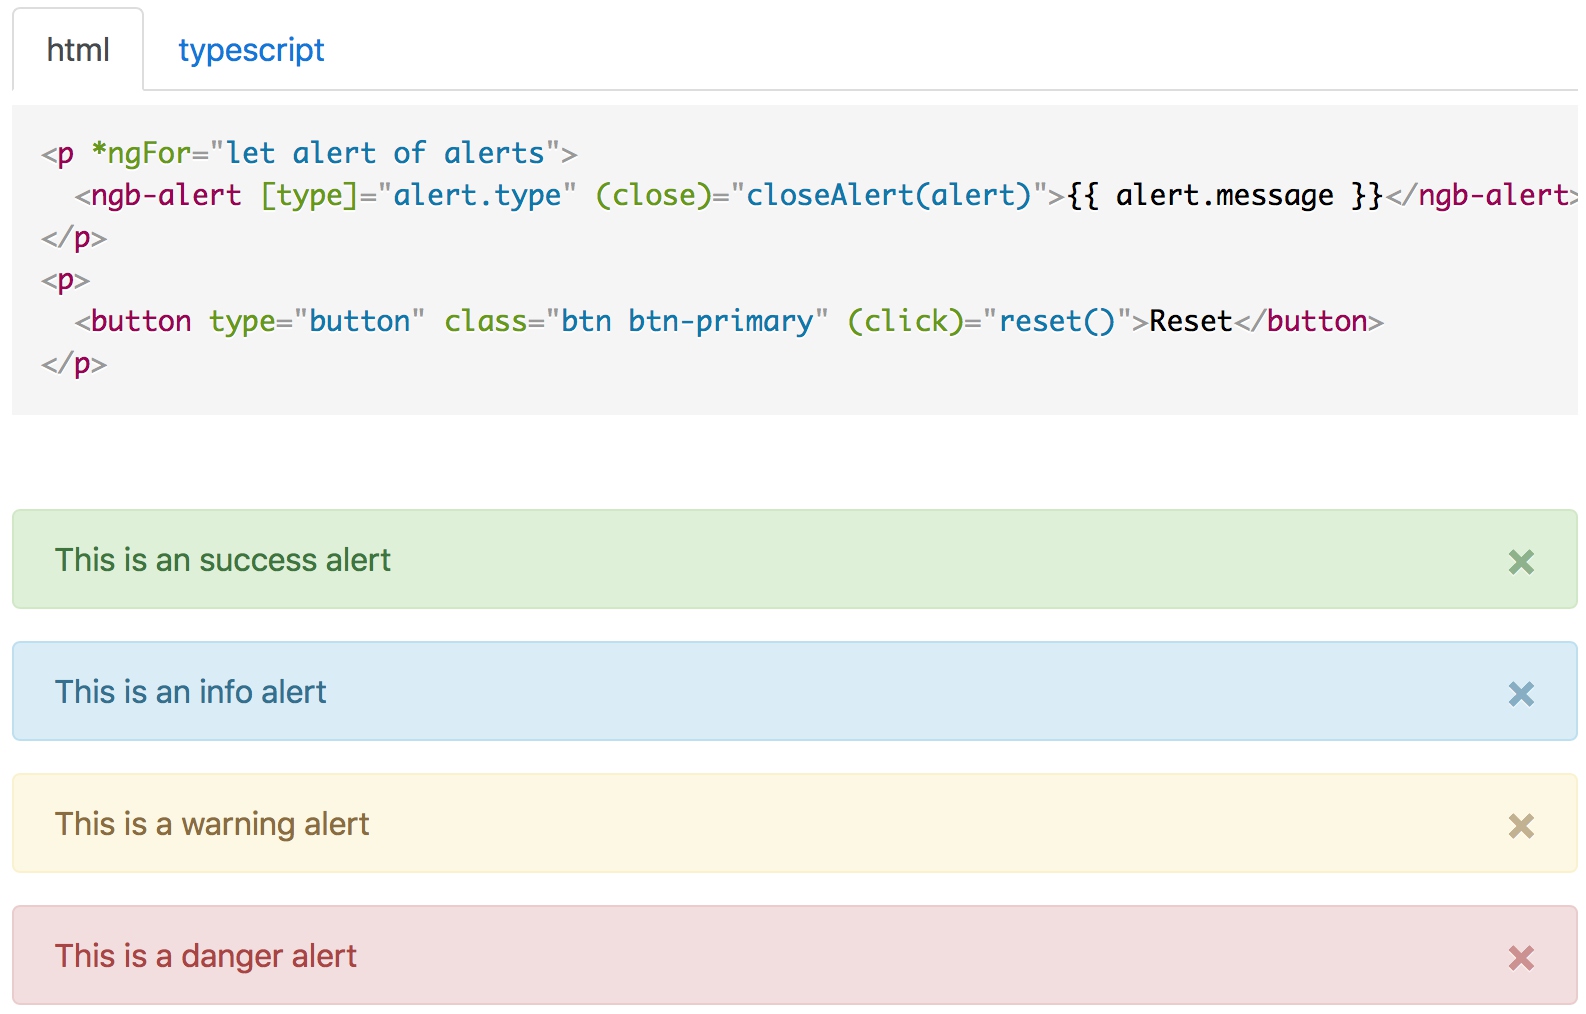 html typescript
<p *ngFor="let alert of alerts">
  <ngb-alert [type]="alert.type" (close)="closeAlert(alert)">{{ alert.message }}</ngb-alert>
</p>
<p>
  <button type="button" class="btn btn-primary" (click)="reset()">Reset</button>
</p>
This is an success alert
This is an info alert
This is a warning alert
This is a danger alert